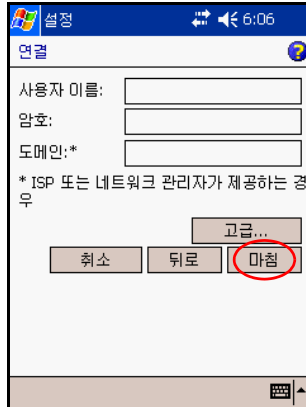 설정 6:06
연결 ?
사용자 이름:
암호:
도메인:*
* ISP 또는 네트워크 관리자가 제공하는 경
우
고급...
취소 뒤로 마침